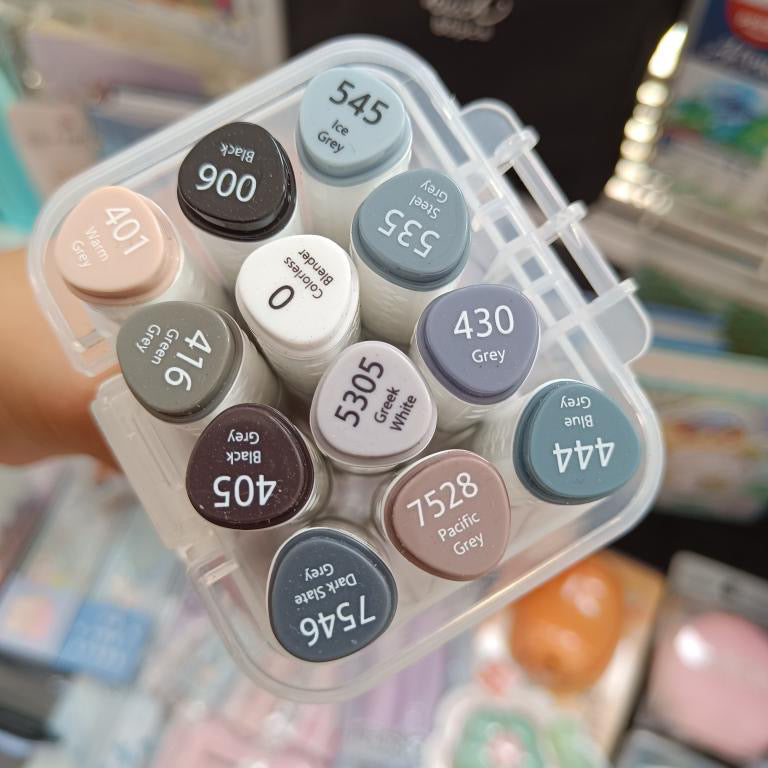 545
Ice
Grey
006
Black
535
Steel
Grey
401
Warm
Grey
0
Colorless
Blender
430
Grey
416
Green
Grey
5305
Greek
White
444
Blue
Grey
405
Black
Grey
7528
Pacific
Grey
7546
Dark Slate
Grey